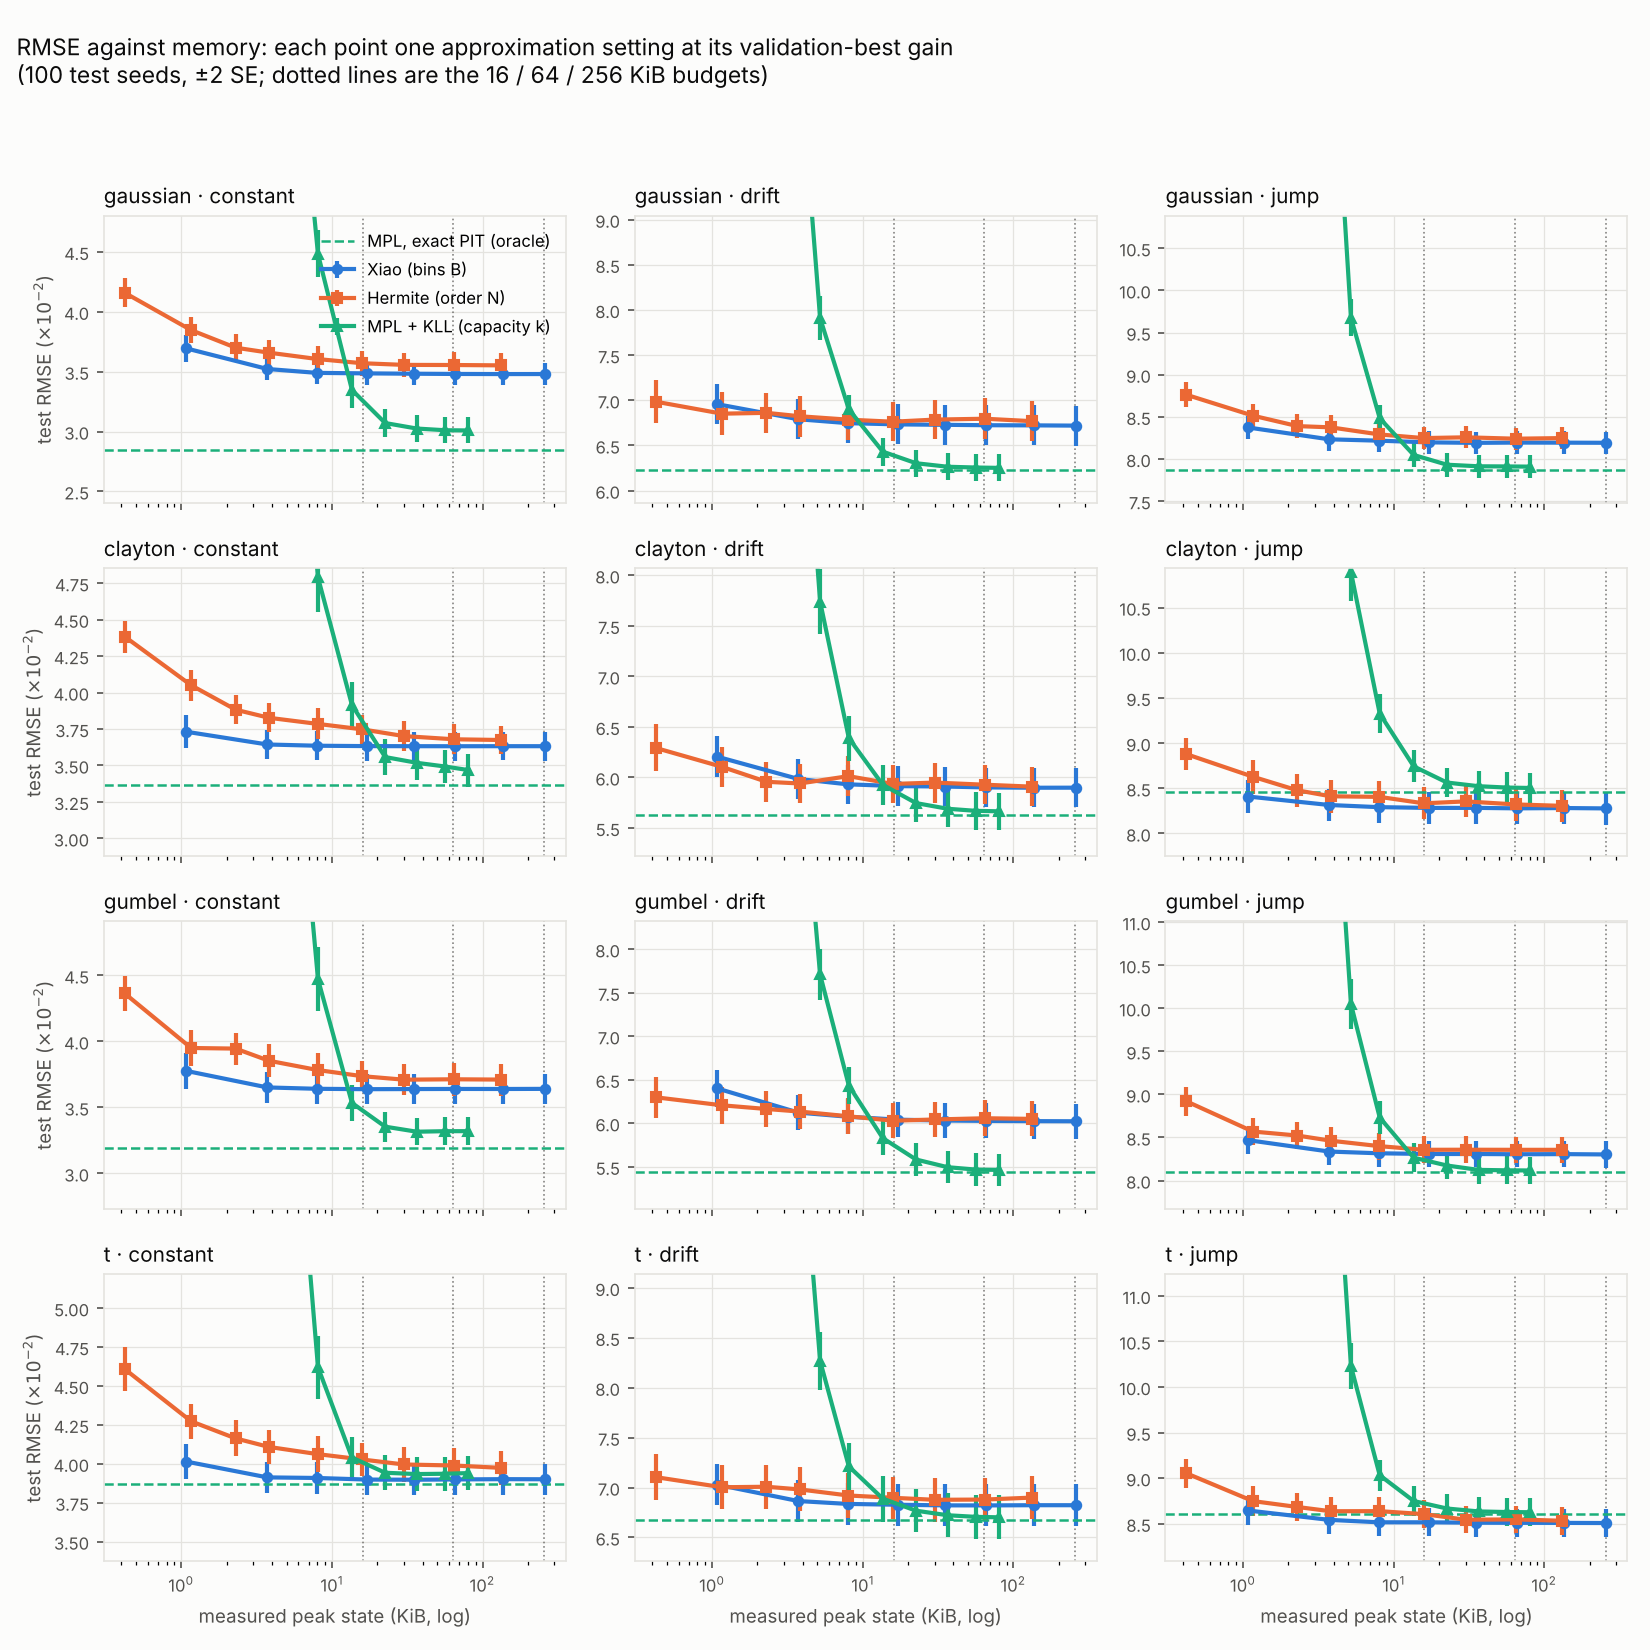 RMSE against memory: each point one approximation setting at its validation-best gain
(100 test seeds, ±2 SE; dotted lines are the 16 / 64 / 256 KiB budgets)
gaussian · constant
test RMSE (×10⁻²)
4.5
4.0
3.5
3.0
2.5
MPL, exact PIT (oracle)
Xiao (bins B)
Hermite (order N)
MPL + KLL (capacity k)
gaussian · drift
9.0
8.5
8.0
7.5
7.0
6.5
6.0
gaussian · jump
10.5
10.0
9.5
9.0
8.5
8.0
7.5
clayton · constant
test RMSE (×10⁻²)
4.75
4.50
4.25
4.00
3.75
3.50
3.25
3.00
clayton · drift
8.0
7.5
7.0
6.5
6.0
5.5
clayton · jump
10.5
10.0
9.5
9.0
8.5
8.0
gumbel · constant
test RMSE (×10⁻²)
4.5
4.0
3.5
3.0
gumbel · drift
8.0
7.5
7.0
6.5
6.0
5.5
gumbel · jump
11.0
10.5
10.0
9.5
9.0
8.5
8.0
t · constant
test RMSE (×10⁻²)
5.00
4.75
4.50
4.25
4.00
3.75
3.50
10⁰ 10¹ 10²
measured peak state (KiB, log)
t · drift
9.0
8.5
8.0
7.5
7.0
6.5
10⁰ 10¹ 10²
measured peak state (KiB, log)
t · jump
11.0
10.5
10.0
9.5
9.0
8.5
10⁰ 10¹ 10²
measured peak state (KiB, log)